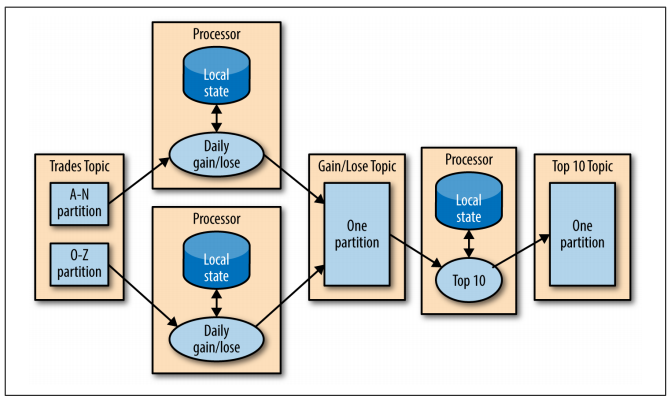 Trades Topic
A-N
partition
O-Z
partition
Processor
Local
state
Daily
gain/lose
Processor
Local
state
Daily
gain/lose
Gain/Lose Topic
One
partition
Processor
Local
state
Top 10
Top 10 Topic
One
partition